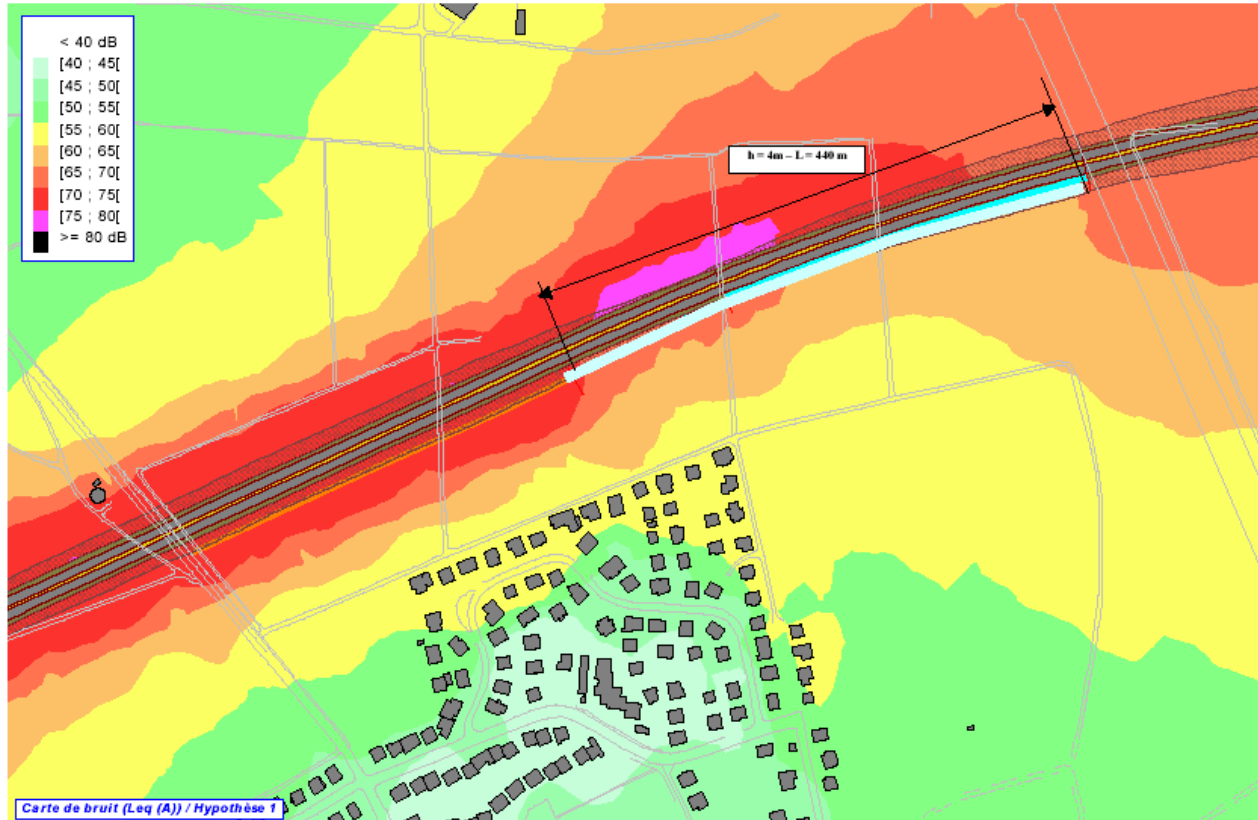 < 40 dB
[40 ; 45[
[45 ; 50[
[50 ; 55[
[55 ; 60[
[60 ; 65[
[65 ; 70[
[70 ; 75[
[75 ; 80[
>= 80 dB
h = 4m – L = 440 m
Carte de bruit (Leq (A)) / Hypothèse 1